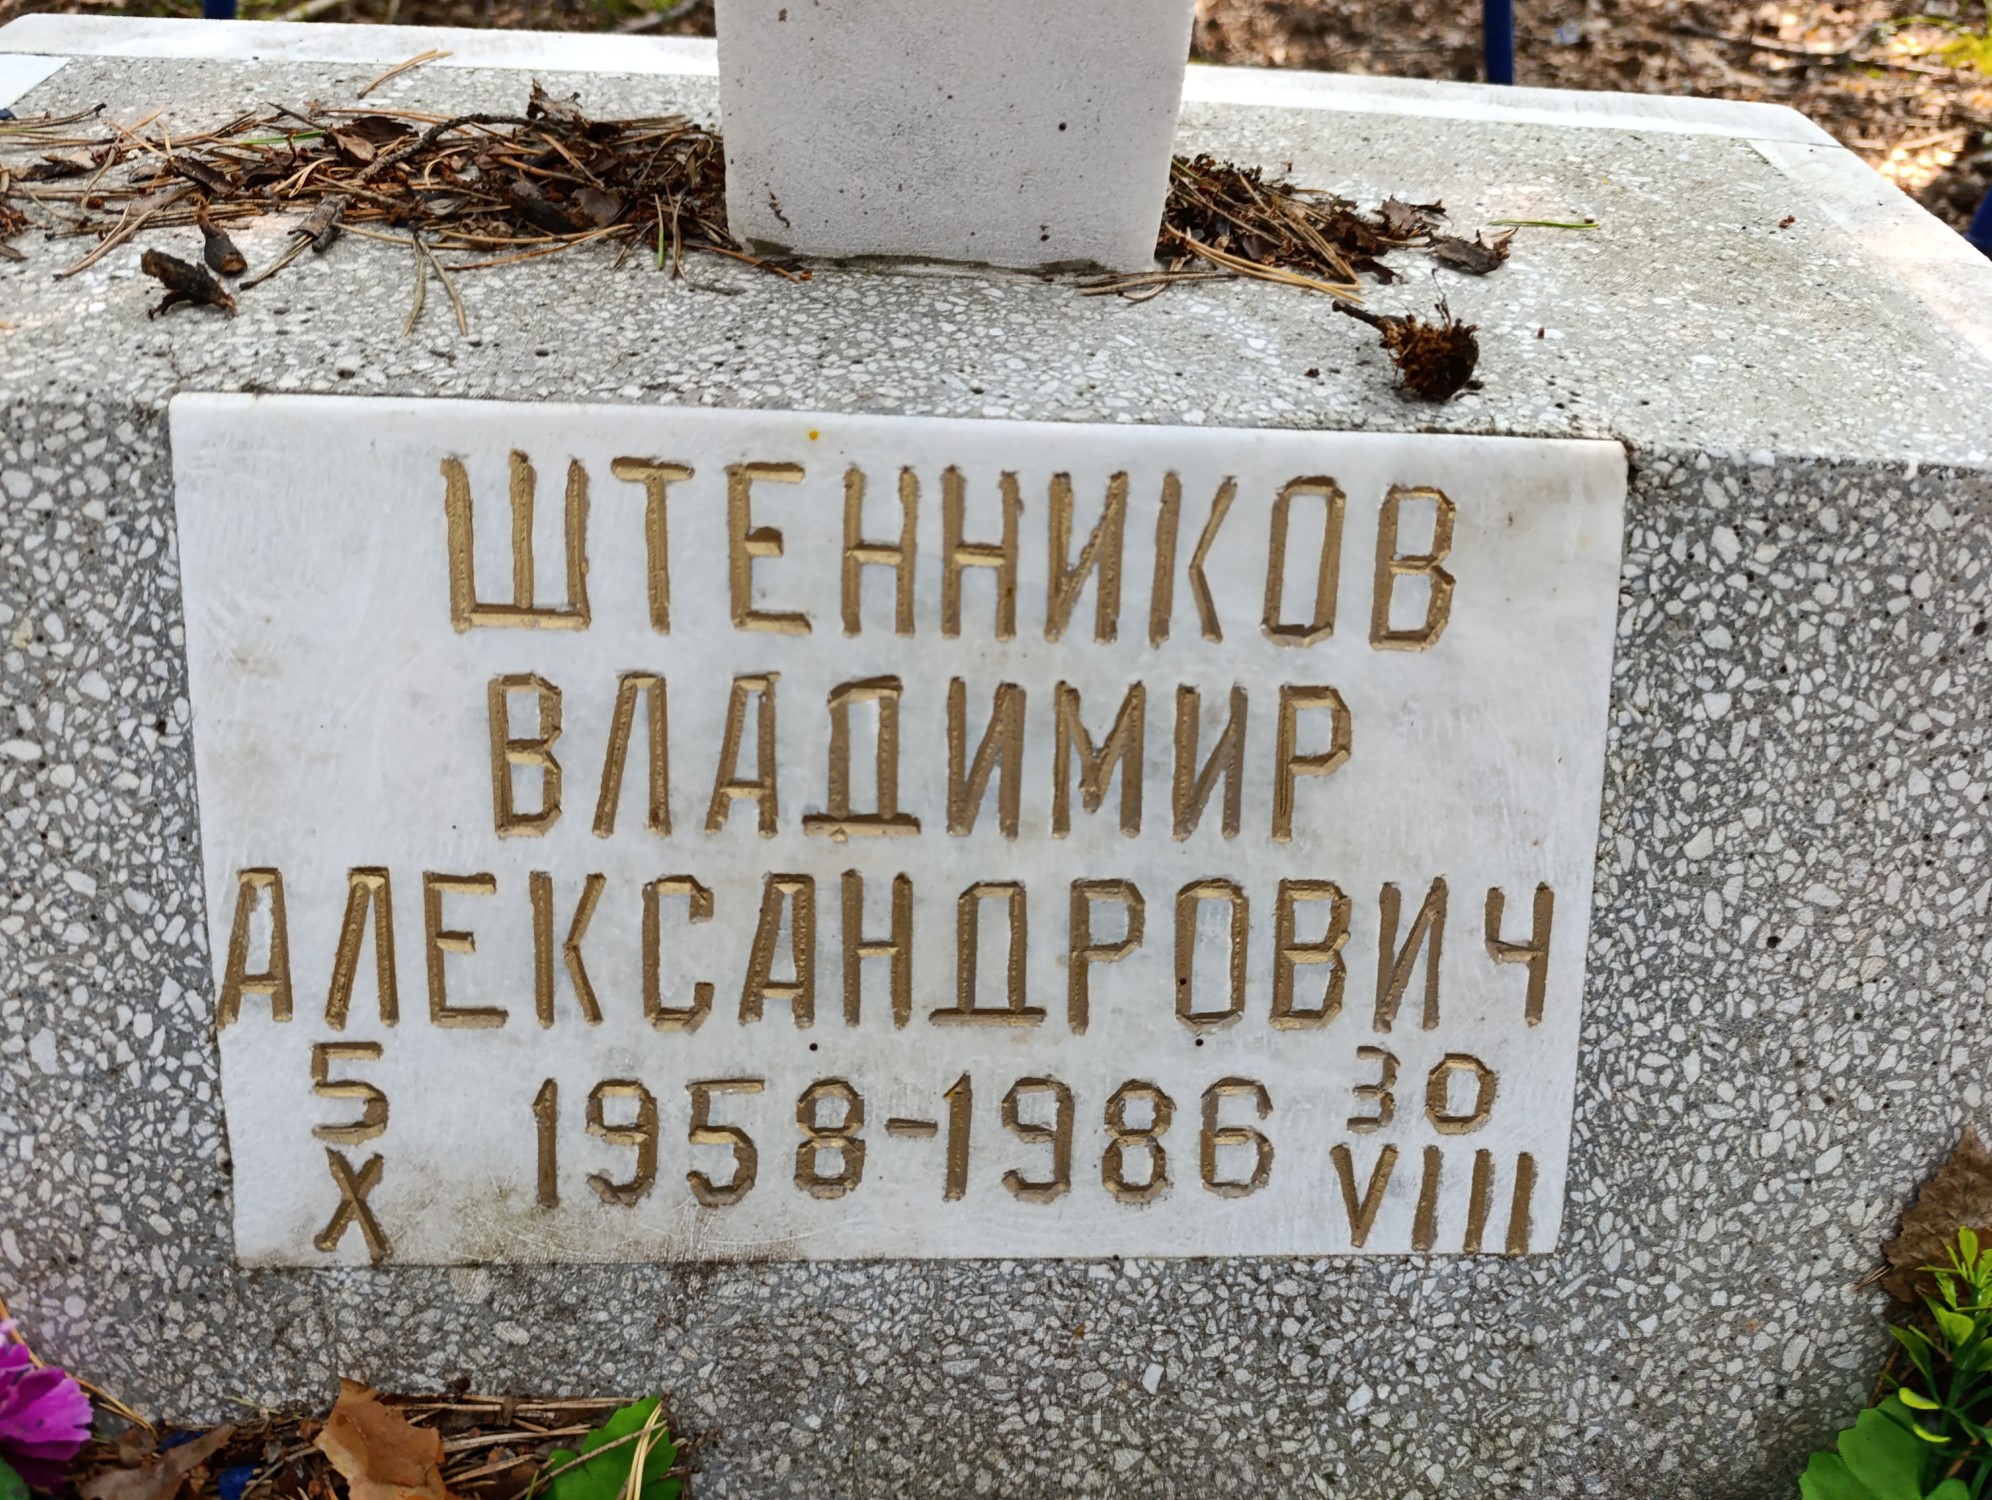 ШТЕННИКОВ
ВЛАДИМИР
АЛЕКСАНДРОВИЧ
5 1958-1986 30
X VIII